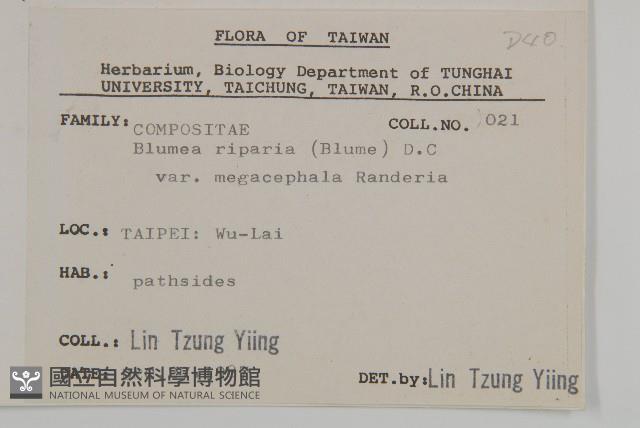 FLORA OF TAIWAN
D40
Herbarium, Biology Department of TUNGHAI
UNIVERSITY, TAICHUNG, TAIWAN, R.O.CHINA
FAMILY: COMPOSITAE COLL.NO. 021
Blumea riparia (Blume) D.C
var. megacephala Randeria
LOC.: TAIPEI: Wu-Lai
HAB.: pathsides
COLL.: Lin Tzung Yiing
DATE:
DET.by: Lin Tzung Yiing
國立自然科學博物館
NATIONAL MUSEUM OF NATURAL SCIENCE